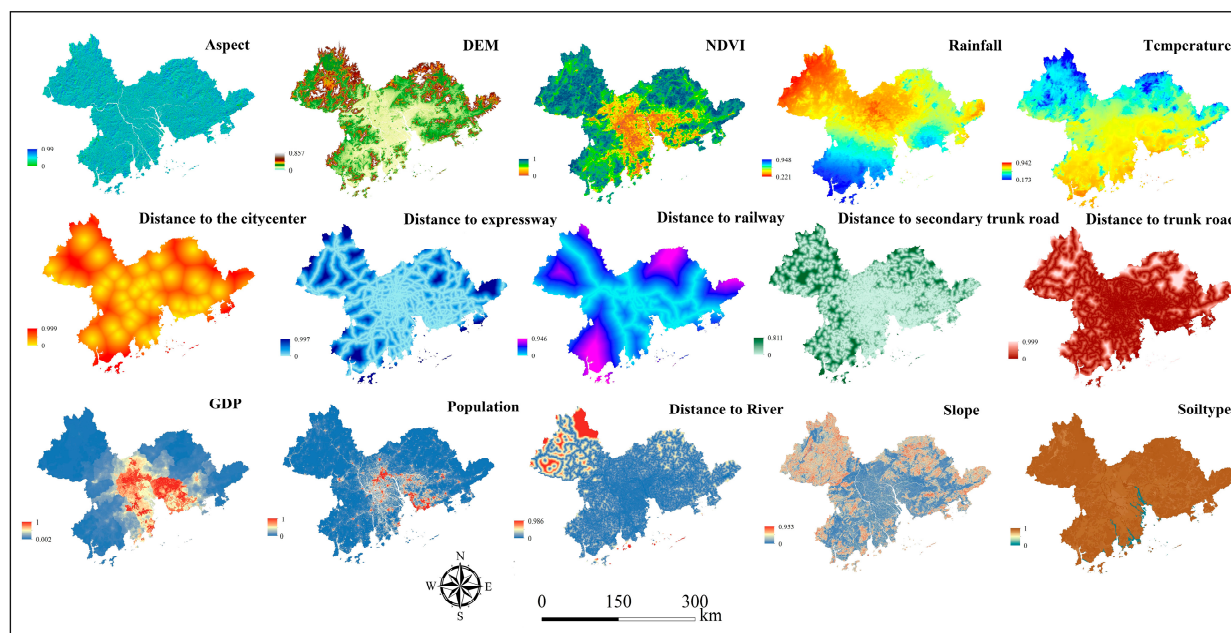 Aspect
DEM
NDVI
Rainfall
Temperature
0.99
0
0.857
0
1
0
0.948
0.221
0.942
0.173
Distance to the citycenter
Distance to expressway
Distance to railway
Distance to secondary trunk road
Distance to trunk road
0.999
0
0.997
0
0.946
0
0.811
0
0.999
0
GDP
Population
Distance to River
Slope
Soiltype
1
0.002
1
0
0.986
0
0.933
0
1
0
N
W
E
S
0
150
300
km